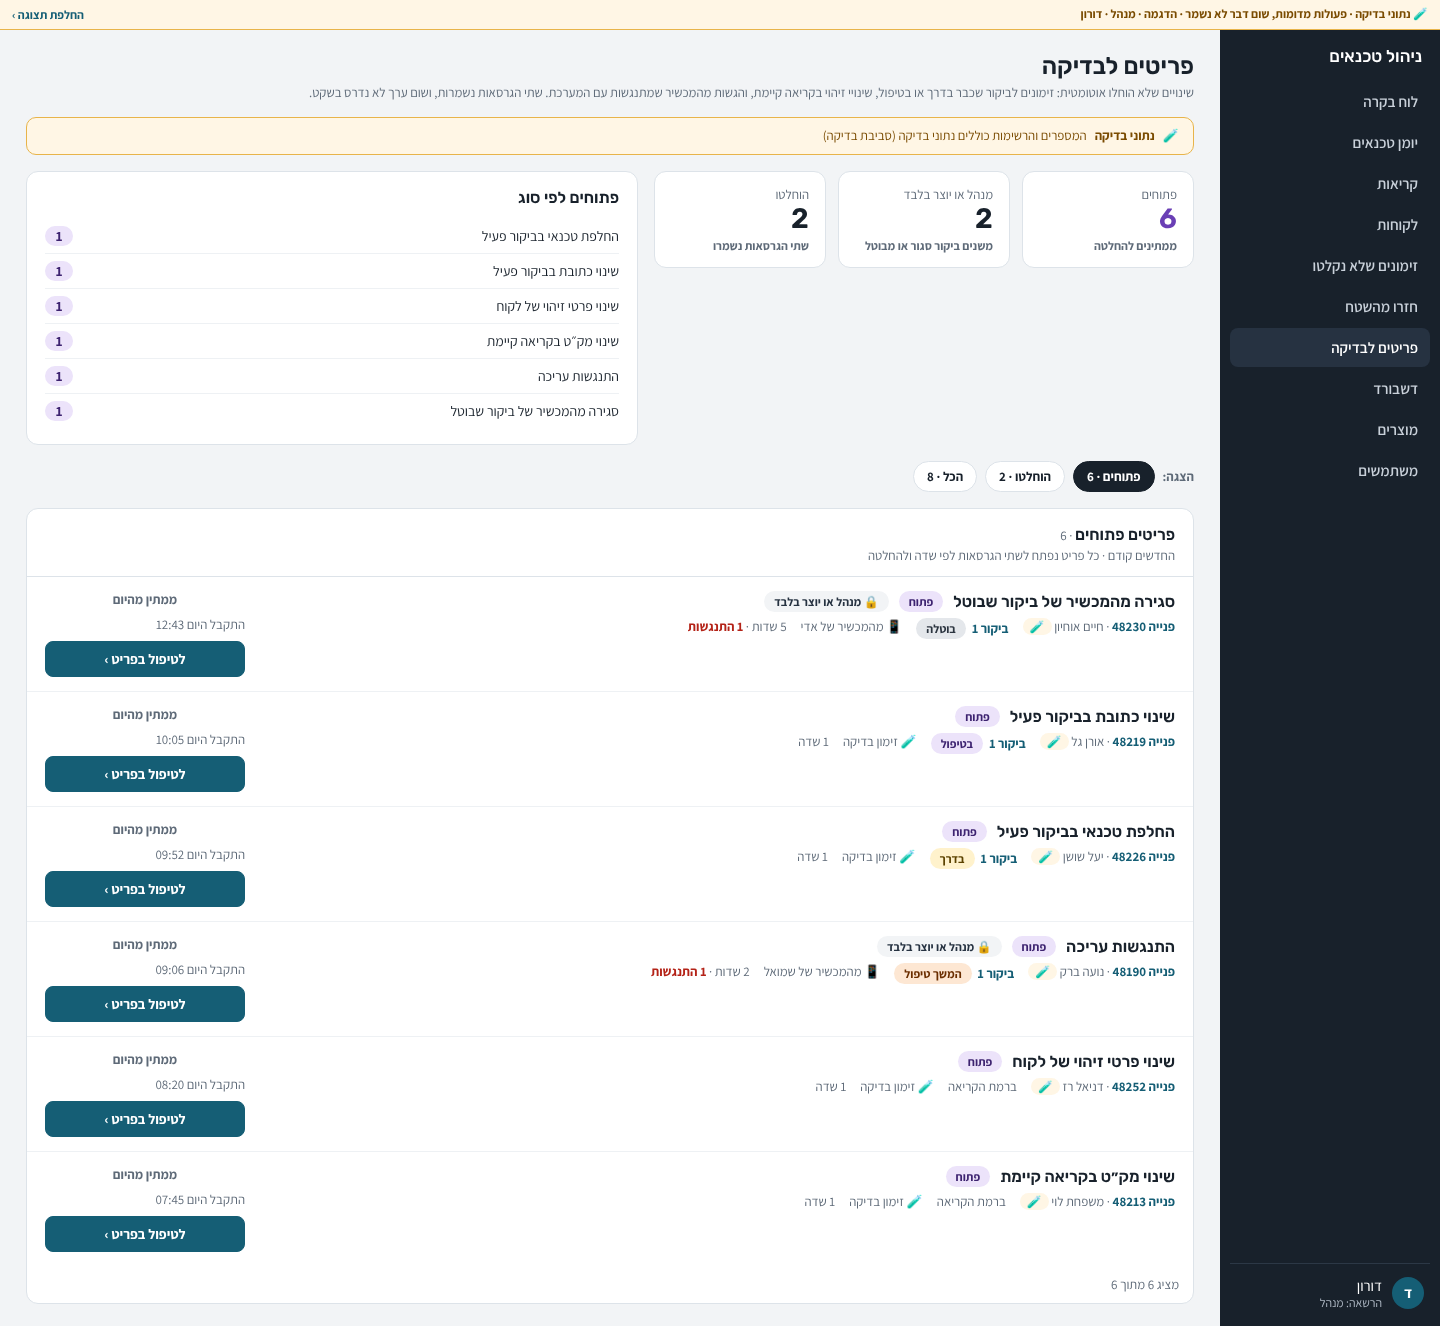 🧪 נתוני בדיקה · פעולות מדומות, שום דבר לא נשמר · הדגמה · מנהל · דורון
החלפת תצוגה ›
ניהול טכנאים
לוח בקרה
יומן טכנאים
קריאות
לקוחות
זימונים שלא נקלטו
חזרו מהשטח
פריטים לבדיקה
דשבורד
מוצרים
משתמשים
ד
דורון
הרשאה: מנהל
פריטים לבדיקה
שינויים שלא הוחלו אוטומטית: זימונים לביקור שכבר בדרך או בטיפול, שינויי זיהוי בקריאה קיימת, והגשות מהמכשיר שמתנגשות עם המערכת. שתי הגרסאות נשמרות, ושום ערך לא נדרס בשקט.
🧪 נתוני בדיקה המספרים והרשימות כוללים נתוני בדיקה (סביבת בדיקה)
פתוחים
6
ממתינים להחלטה
מנהל או יוצר בלבד
2
משנים ביקור סגור או מבוטל
הוחלטו
2
שתי הגרסאות נשמרו
פתוחים לפי סוג
החלפת טכנאי בביקור פעיל 1
שינוי כתובת בביקור פעיל 1
שינוי פרטי זיהוי של לקוח 1
שינוי מק״ט בקריאה קיימת 1
התנגשות עריכה 1
סגירה מהמכשיר של ביקור שבוטל 1
הצגה: פתוחים · 6 הוחלטו · 2 הכל · 8
פריטים פתוחים · 6
החדשים קודם · כל פריט נפתח לשתי הגרסאות לפי שדה ולהחלטה
סגירה מהמכשיר של ביקור שבוטל פתוח 🔒 מנהל או יוצר בלבד
פנייה 48230 · חיים אוחיון 🧪 ביקור 1 בוטלה 📱 מהמכשיר של אדי 5 שדות · 1 התנגשות
ממתין מהיום
התקבל היום 12:43
לטיפול בפריט ›
שינוי כתובת בביקור פעיל פתוח
פנייה 48219 · אורן גל 🧪 ביקור 1 בטיפול 🧪 זימון בדיקה 1 שדה
ממתין מהיום
התקבל היום 10:05
לטיפול בפריט ›
החלפת טכנאי בביקור פעיל פתוח
פנייה 48226 · יעל ששון 🧪 ביקור 1 בדרך 🧪 זימון בדיקה 1 שדה
ממתין מהיום
התקבל היום 09:52
לטיפול בפריט ›
התנגשות עריכה פתוח 🔒 מנהל או יוצר בלבד
פנייה 48190 · נועה ברק 🧪 ביקור 1 המשך טיפול 📱 מהמכשיר של שמואל 2 שדות · 1 התנגשות
ממתין מהיום
התקבל היום 09:06
לטיפול בפריט ›
שינוי פרטי זיהוי של לקוח פתוח
פנייה 48252 · דניאל רז 🧪 ברמת הקריאה 🧪 זימון בדיקה 1 שדה
ממתין מהיום
התקבל היום 08:20
לטיפול בפריט ›
שינוי מק״ט בקריאה קיימת פתוח
פנייה 48213 · משפחת לוי 🧪 ברמת הקריאה 🧪 זימון בדיקה 1 שדה
ממתין מהיום
התקבל היום 07:45
לטיפול בפריט ›
מציג 6 מתוך 6